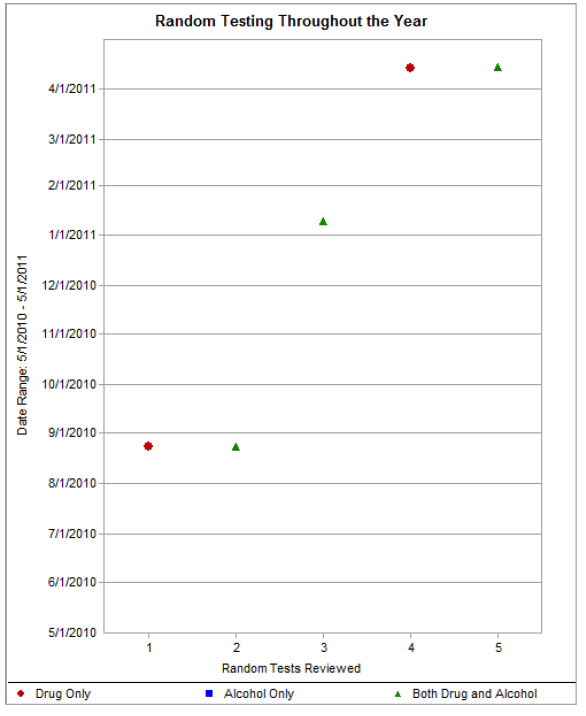 Random Testing Throughout the Year
Date Range: 5/1/2010 - 5/1/2011
4/1/2011
3/1/2011
2/1/2011
1/1/2011
12/1/2010
11/1/2010
10/1/2010
9/1/2010
8/1/2010
7/1/2010
6/1/2010
5/1/2010
1 2 3 4 5
Random Tests Reviewed
Drug Only Alcohol Only Both Drug and Alcohol